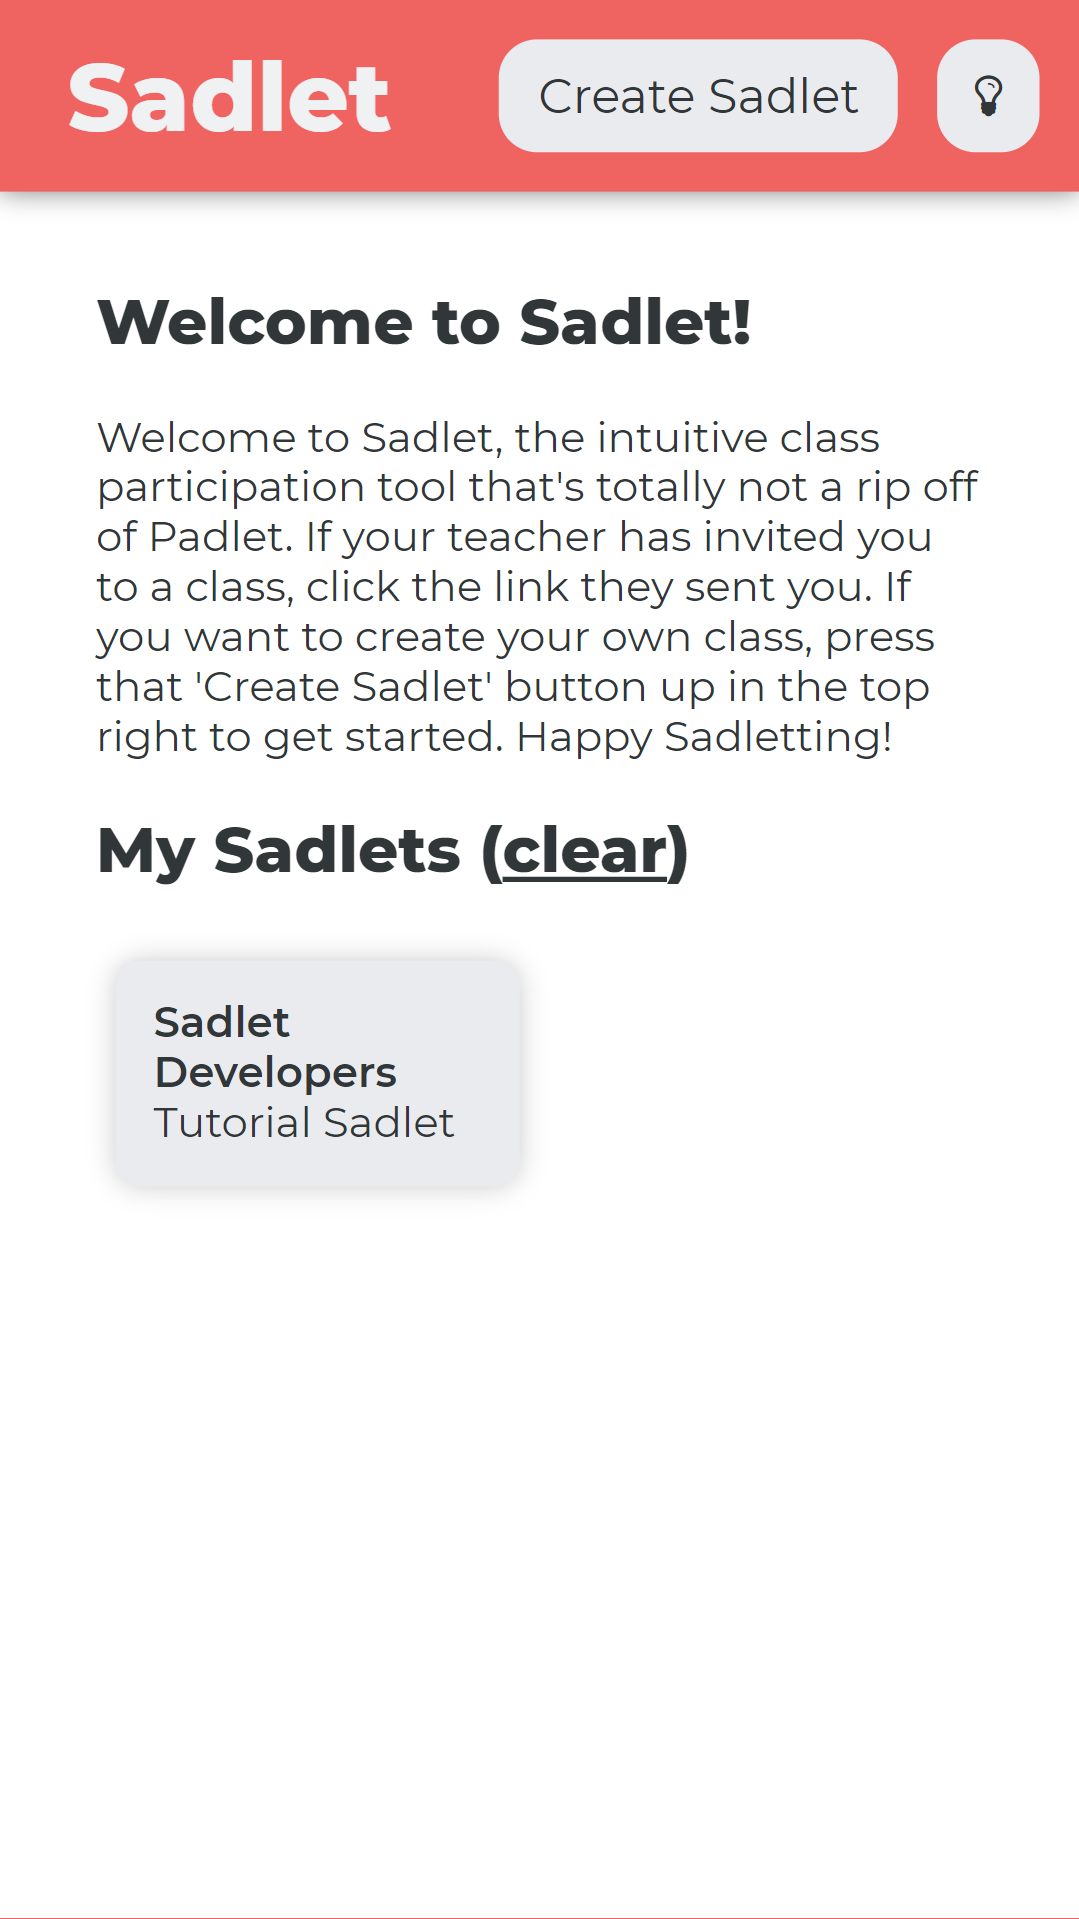 Sadlet
Create Sadlet
Welcome to Sadlet!
Welcome to Sadlet, the intuitive class
participation tool that's totally not a rip off
of Padlet. If your teacher has invited you
to a class, click the link they sent you. If
you want to create your own class, press
that 'Create Sadlet' button up in the top
right to get started. Happy Sadletting!
My Sadlets (clear)
Sadlet
Developers
Tutorial Sadlet